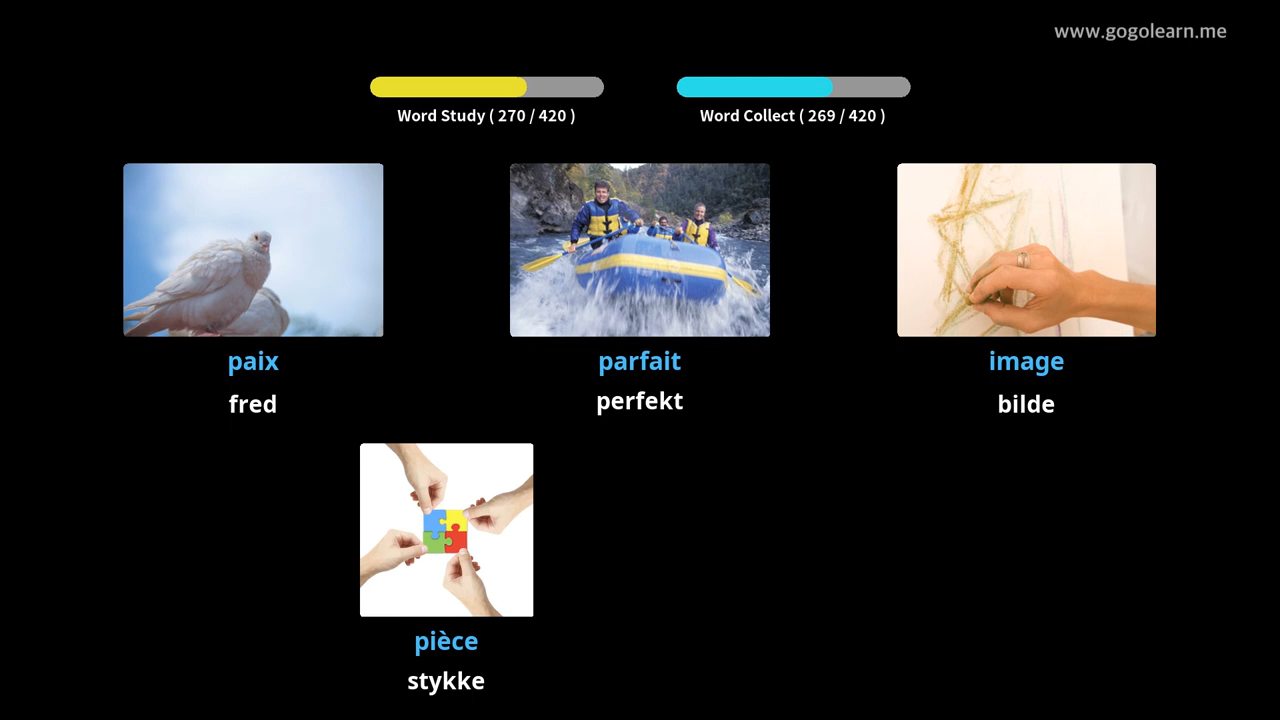 www.gogolearn.me
Word Study ( 270 / 420 )
Word Collect ( 269 / 420 )
paix
fred
parfait
perfekt
image
bilde
pièce
stykke